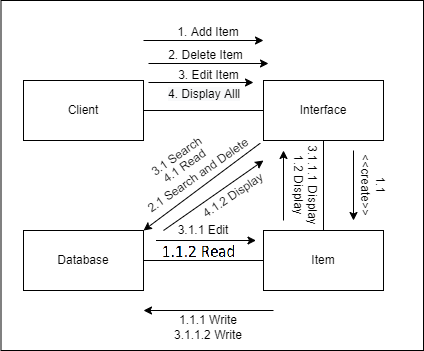 1. Add Item
2. Delete Item
3. Edit Item
4. Display Alll
Client
Interface
3.1 Search
4.1 Read
2.1 Search and Delete
4.1.2 Display
3.1.1.1 Display
1.2 Display
1.1
<<create>>
3.1.1 Edit
1.1.2 Read
Database
Item
1.1.1 Write
3.1.1.2 Write